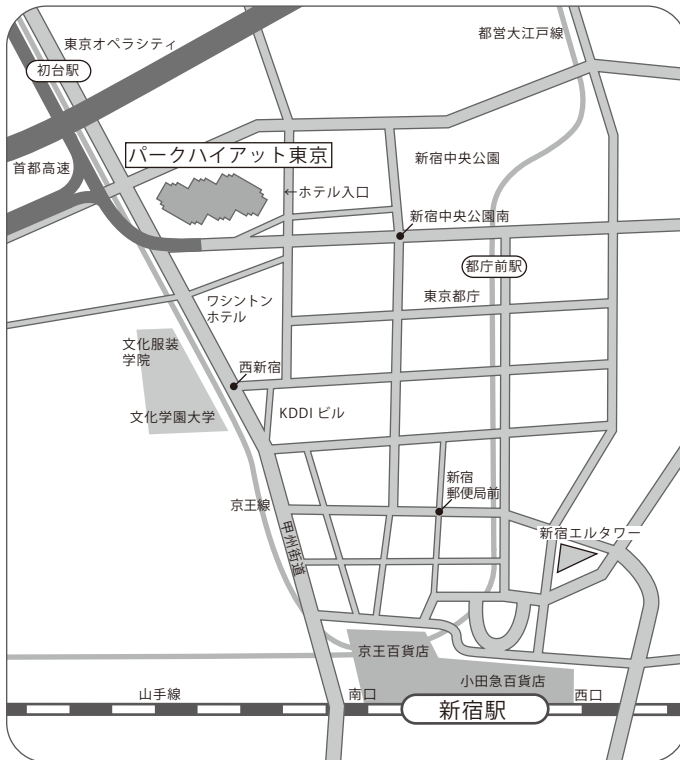 都営大江戸線
東京オペラシティ
初台駅
パークハイアット東京
新宿中央公園
首都高速
←ホテル入口
新宿中央公園南
都庁前駅
東京都庁
ワシントン
ホテル
文化服装
学院
西新宿
KDDI ビル
文化学園大学
新宿
郵便局前
京王線
新宿エルタワー
甲州街道
京王百貨店
小田急百貨店
山手線
南口
西口
新宿駅